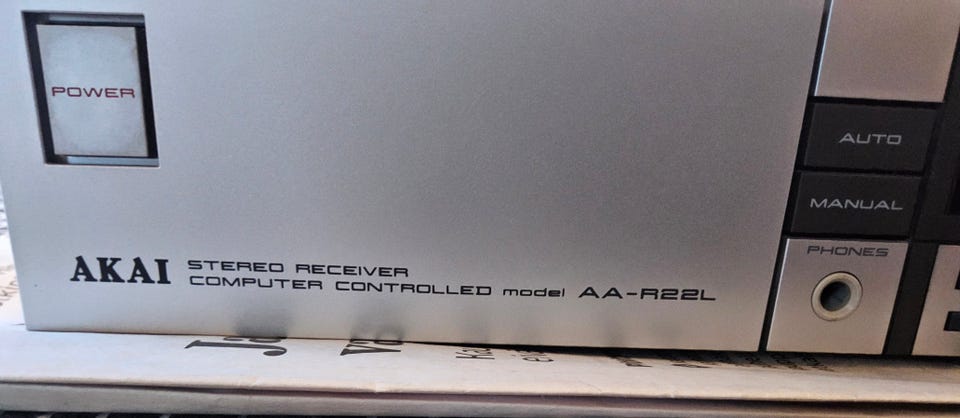 POWER
AUTO
MANUAL
PHONES
AKAI STEREO RECEIVER
COMPUTER CONTROLLED model AA-R22L